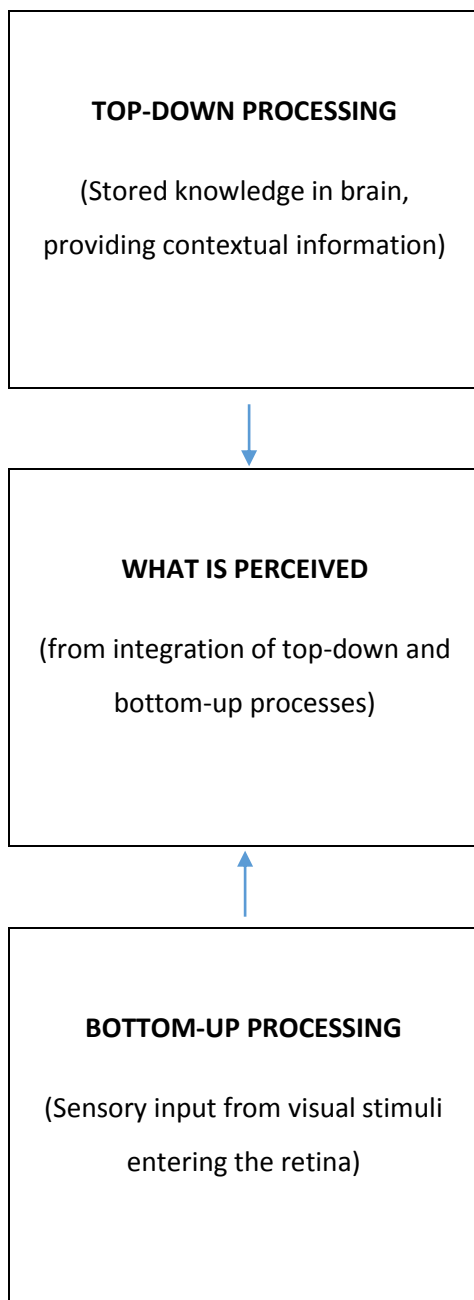 TOP-DOWN PROCESSING
(Stored knowledge in brain,
providing contextual information)
WHAT IS PERCEIVED
(from integration of top-down and
bottom-up processes)
BOTTOM-UP PROCESSING
(Sensory input from visual stimuli
entering the retina)